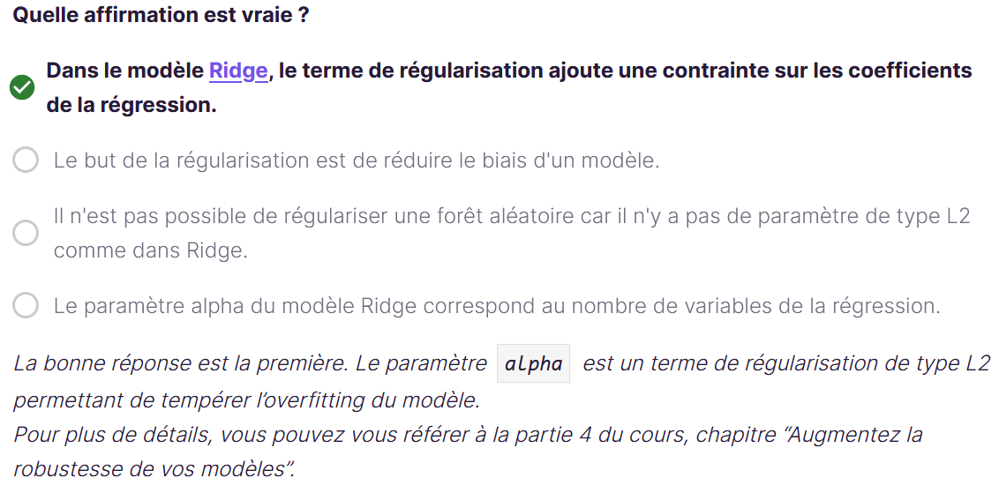 Quelle affirmation est vraie ?
Dans le modèle Ridge, le terme de régularisation ajoute une contrainte sur les coefficients
de la régression.
Le but de la régularisation est de réduire le biais d'un modèle.
Il n'est pas possible de régulariser une forêt aléatoire car il n'y a pas de paramètre de type L2
comme dans Ridge.
Le paramètre alpha du modèle Ridge correspond au nombre de variables de la régression.
La bonne réponse est la première. Le paramètre alpha est un terme de régularisation de type L2
permettant de tempérer l’overfitting du modèle.
Pour plus de détails, vous pouvez vous référer à la partie 4 du cours, chapitre “Augmentez la
robustesse de vos modèles”.